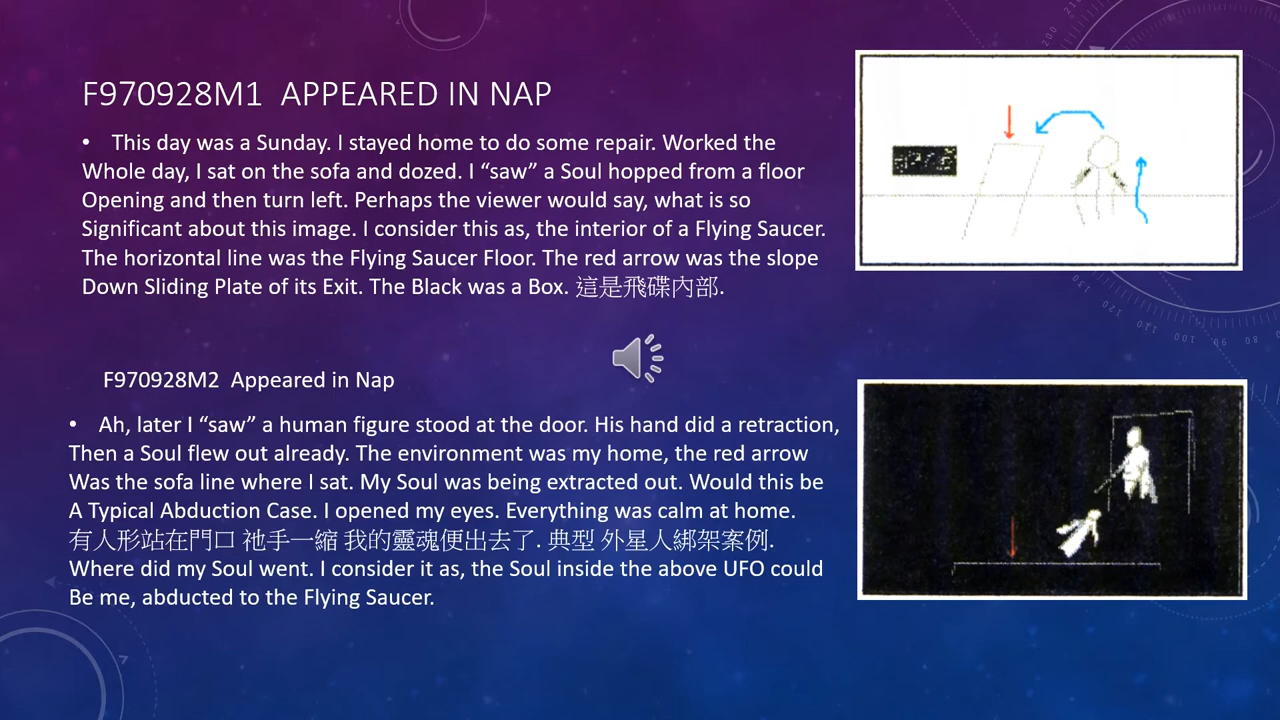 F970928M1 APPEARED IN NAP
• This day was a Sunday. I stayed home to do some repair. Worked the
Whole day, I sat on the sofa and dozed. I “saw” a Soul hopped from a floor
Opening and then turn left. Perhaps the viewer would say, what is so
Significant about this image. I consider this as, the interior of a Flying Saucer.
The horizontal line was the Flying Saucer Floor. The red arrow was the slope
Down Sliding Plate of its Exit. The Black was a Box. 這是飛碟內部.
F970928M2 Appeared in Nap
• Ah, later I “saw” a human figure stood at the door. His hand did a retraction,
Then a Soul flew out already. The environment was my home, the red arrow
Was the sofa line where I sat. My Soul was being extracted out. Would this be
A Typical Abduction Case. I opened my eyes. Everything was calm at home.
有人形站在門口 祂手一縮 我的靈魂便出去了. 典型 外星人綁架案例.
Where did my Soul went. I consider it as, the Soul inside the above UFO could
Be me, abducted to the Flying Saucer.